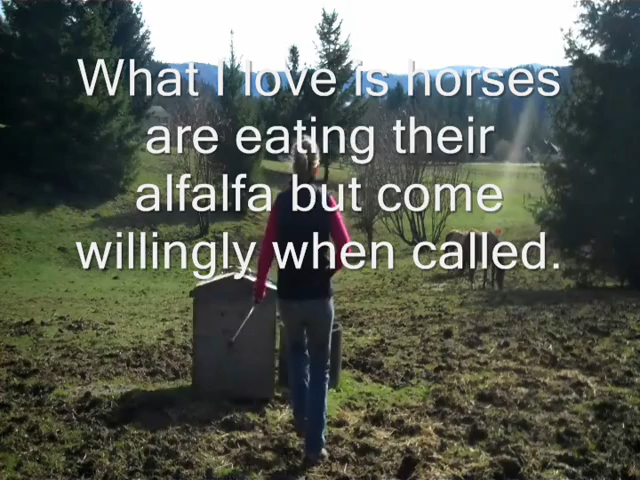 What I love is horses
are eating their
alfalfa but come
willingly when called.